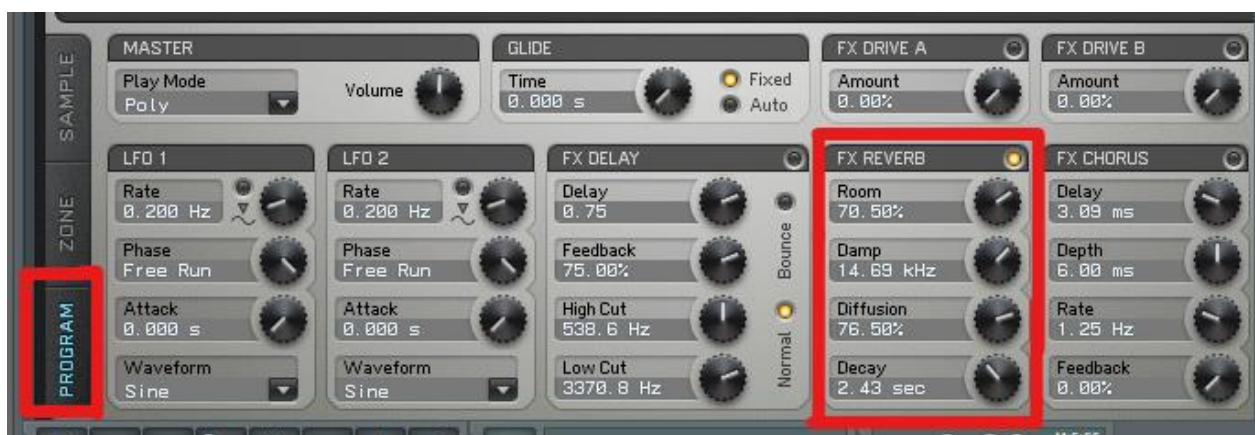 SAMPLE
ZONE
PROGRAM
MASTER
Play Mode
Poly
Volume
GLIDE
Time
0.000 s
Fixed
Auto
FX DRIVE A
Amount
0.00%
FX DRIVE B
Amount
0.00%
LFO 1
Rate
0.200 Hz
Phase
Free Run
Attack
0.000 s
Waveform
Sine
LFO 2
Rate
0.200 Hz
Phase
Free Run
Attack
0.000 s
Waveform
Sine
FX DELAY
Delay
0.75
Feedback
75.00%
High Cut
538.6 Hz
Low Cut
3370.8 Hz
Bounce
Normal
FX REVERB
Room
70.50%
Damp
14.69 kHz
Diffusion
76.50%
Decay
2.43 sec
FX CHORUS
Delay
3.09 ms
Depth
6.00 ms
Rate
1.25 Hz
Feedback
0.00%